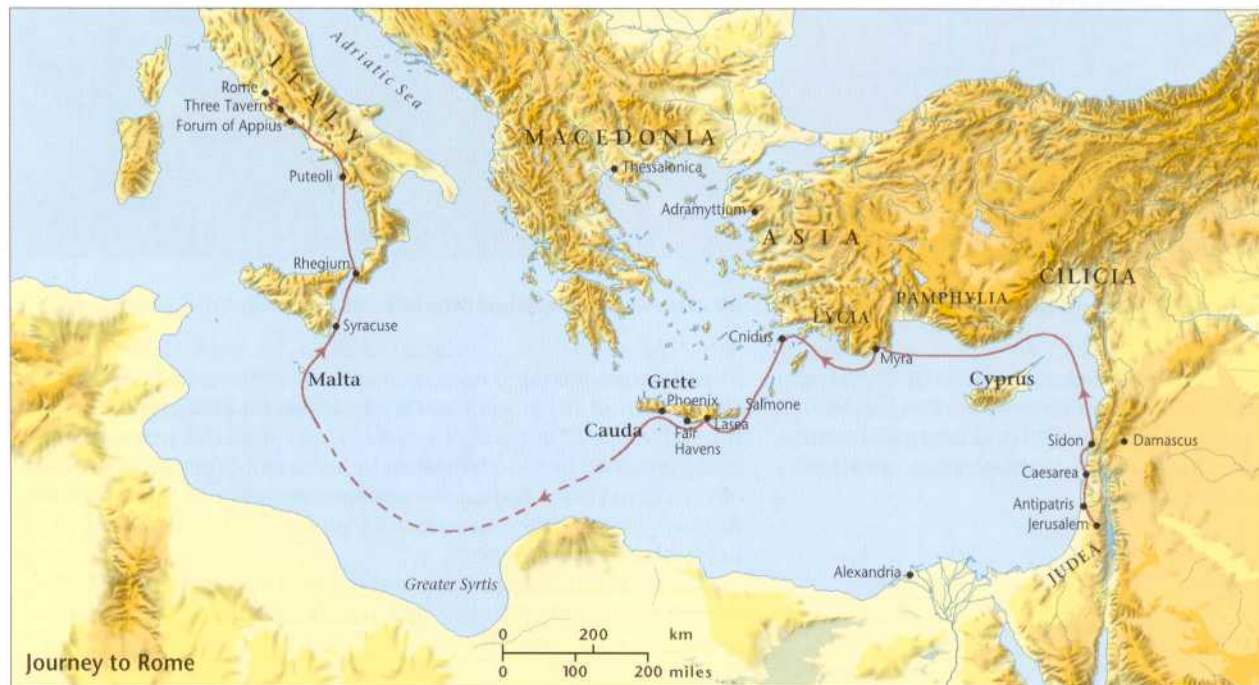 Adriatic Sea
ITALY
Rome
Three Taverns
Forum of Appius
MACEDONIA
Thessalonica
Puteoli
Adramyttium
ASIA
Rhegium
CILICIA
PAMPHYLIA
LYCIA
Syracuse
Cnidus
Myra
Malta
Grete
Cyprus
Phoenix
Salmone
Lasea
Cauda
Fair
Havens
Sidon
Damascus
Caesarea
Antipatris
Jerusalem
JUDEA
Alexandria
Greater Syrtis
0 200 km
0 100 200 miles
Journey to Rome